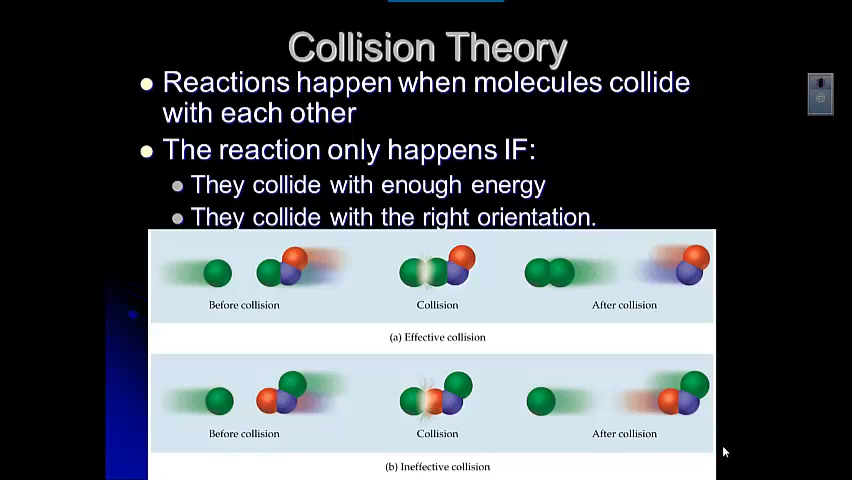 Collision Theory
Reactions happen when molecules collide
with each other
The reaction only happens IF:
They collide with enough energy
They collide with the right orientation.
Before collision
Collision
After collision
(a) Effective collision
Before collision
Collision
After collision
(b) Ineffective collision